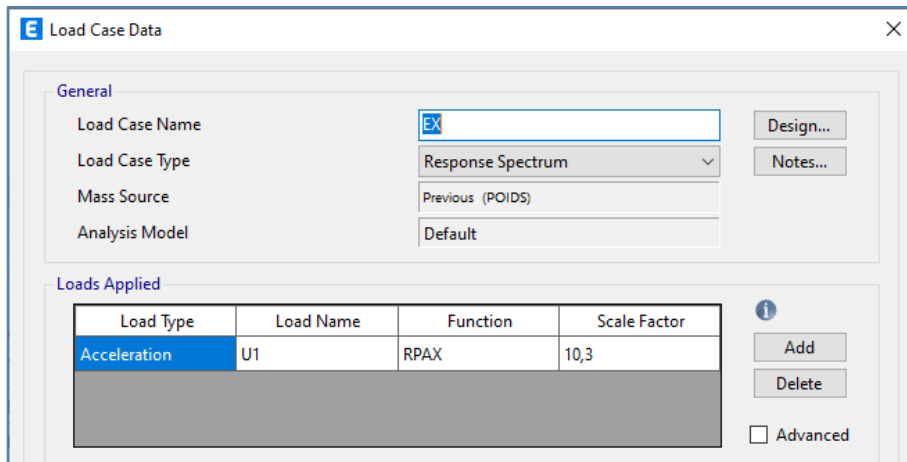 E Load Case Data
General
Load Case Name EX Design...
Load Case Type Response Spectrum Notes...
Mass Source Previous (POIDS)
Analysis Model Default
Loads Applied
Load Type Load Name Function Scale Factor
Acceleration U1 RPAX 10,3
i
Add
Delete
Advanced